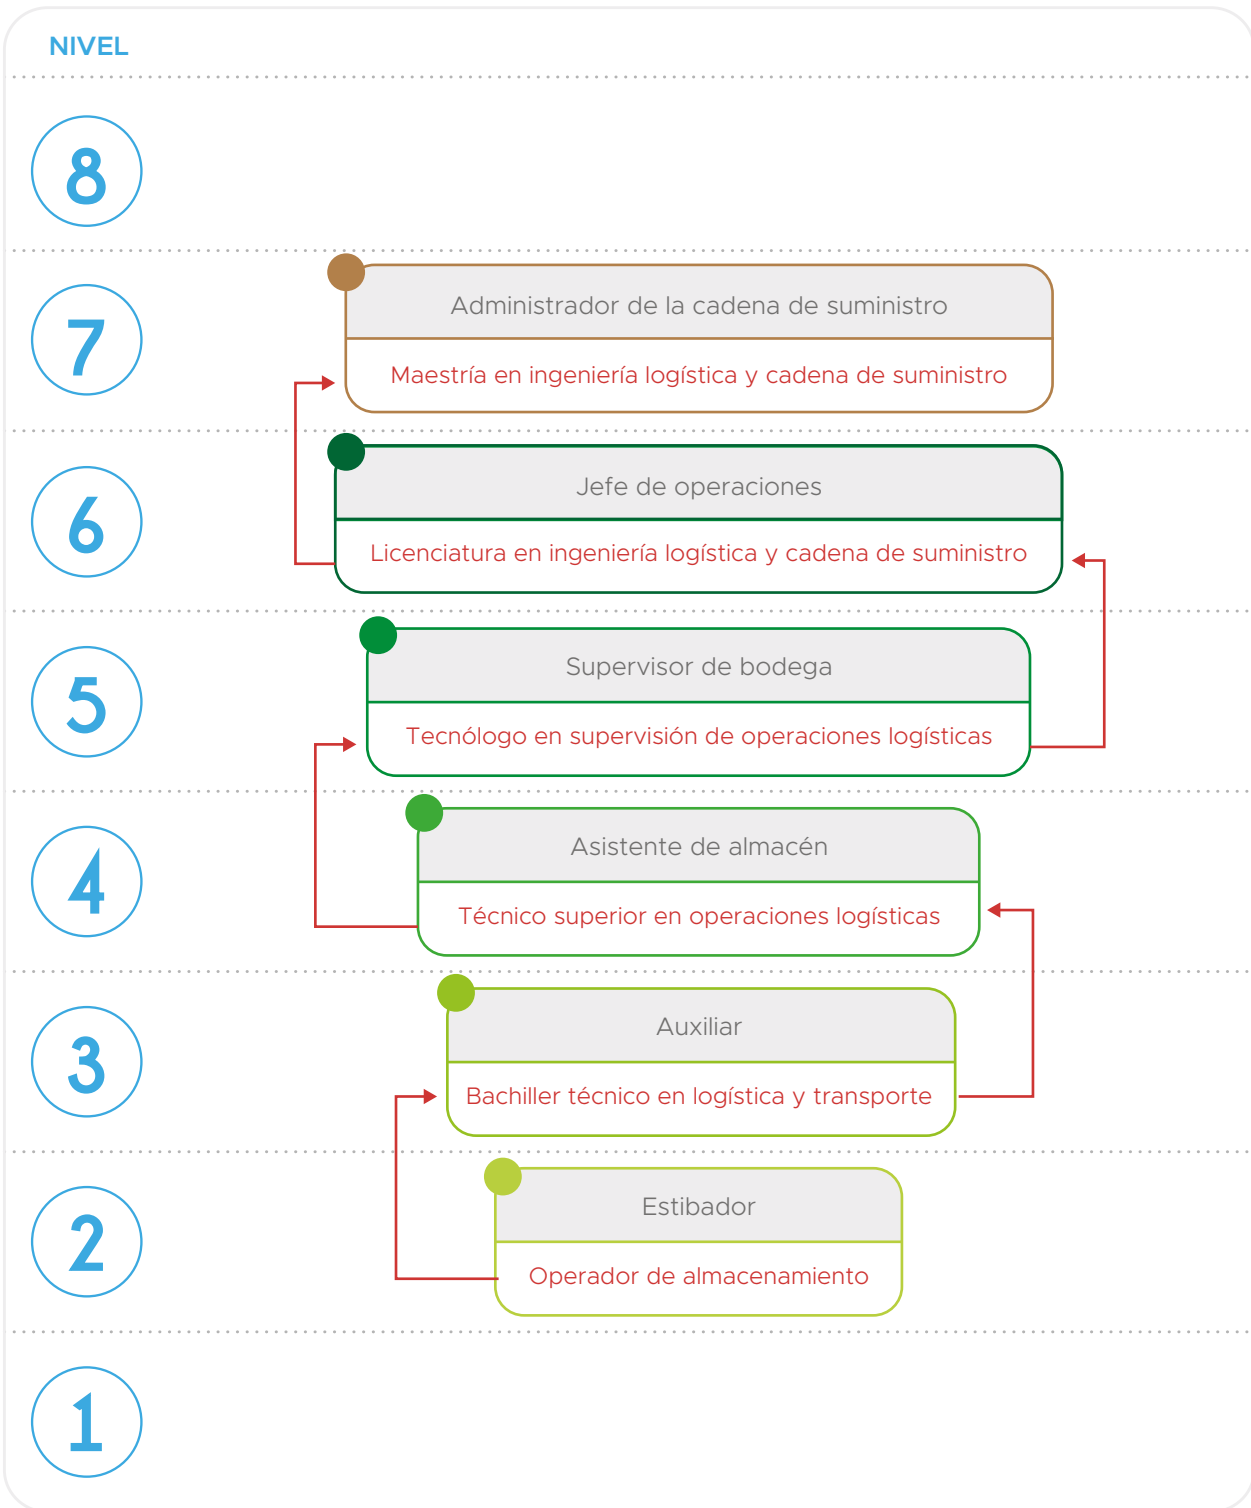 NIVEL
8
7
Administrador de la cadena de suministro
Maestría en ingeniería logística y cadena de suministro
6
Jefe de operaciones
Licenciatura en ingeniería logística y cadena de suministro
5
Supervisor de bodega
Tecnólogo en supervisión de operaciones logísticas
4
Asistente de almacén
Técnico superior en operaciones logísticas
3
Auxiliar
Bachiller técnico en logística y transporte
2
Estibador
Operador de almacenamiento
1